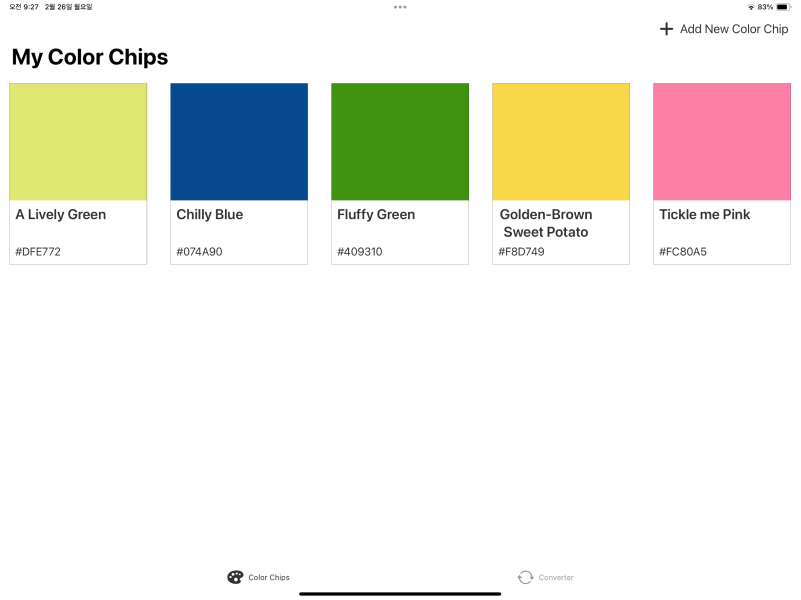 오전 9:27 2월 26일 월요일
83%
Add New Color Chip
My Color Chips
A Lively Green
#DFE772
Chilly Blue
#074A90
Fluffy Green
#409310
Golden-Brown
Sweet Potato
#F8D749
Tickle me Pink
#FC80A5
Color Chips
Converter